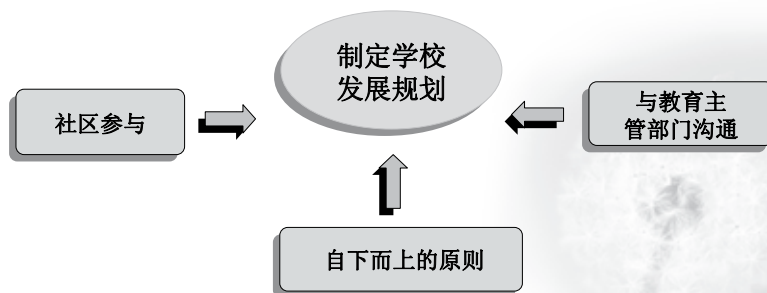 制定学校
发展规划
社区参与
与教育主
管部门沟通
自下而上的原则